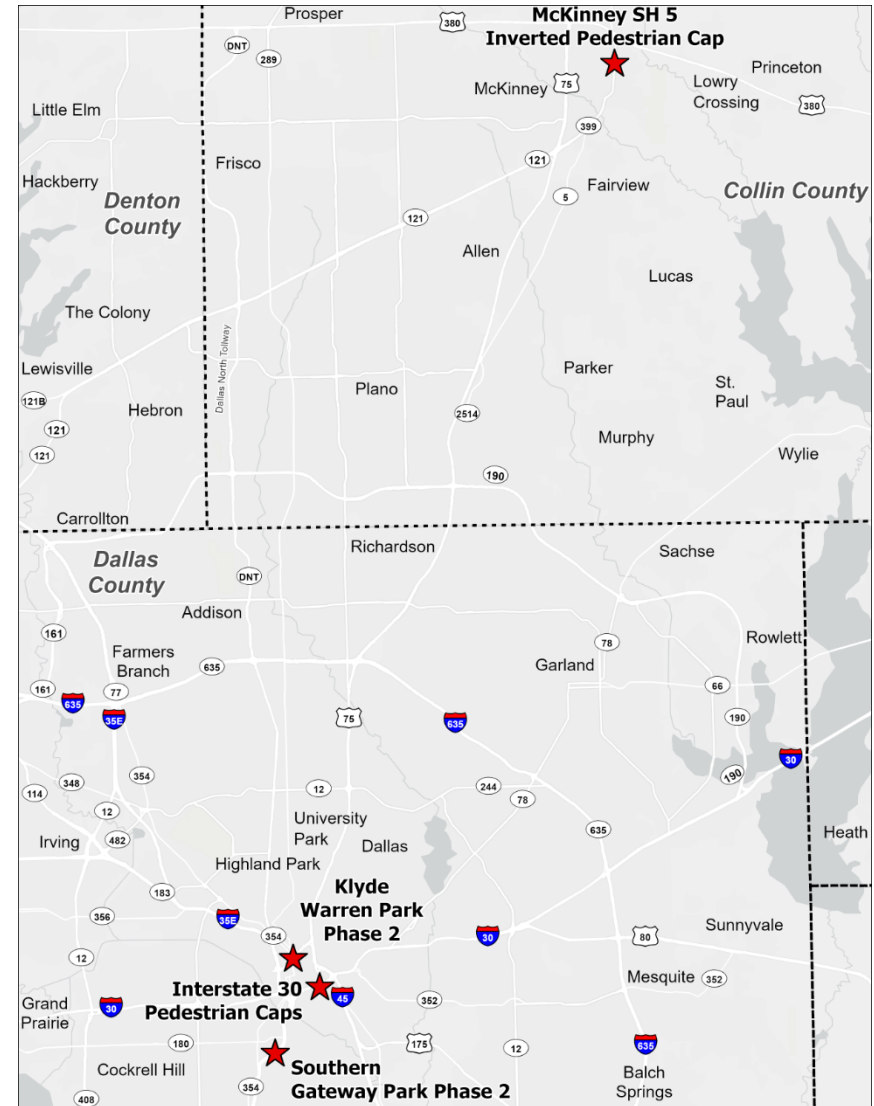 Prosper
380
McKinney SH 5
Inverted Pedestrian Cap
DNT
289
75
Princeton
McKinney
Lowry
Crossing
380
Little Elm
399
Frisco
121
Hackberry
Fairview
Collin County
Denton
County
5
121
Allen
Lucas
The Colony
Dallas North Tollway
Lewisville
Parker
Plano
St.
Paul
121B
Hebron
2514
121
Murphy
121
Wylie
190
Carrollton
Richardson
Sachse
Dallas
County
DNT
Addison
161
Rowlett
78
Farmers
Branch
635
Garland
66
161
77
635
35E
75
635
190
30
348
354
190
114
12
244
78
12
University
Park
635
482
Irving
Dallas
Heath
Highland Park
183
Klyde
Warren Park
Phase 2
356
35E
354
30
80
Sunnyvale
12
Interstate 30
Pedestrian Caps
45
Mesquite
352
352
Grand
Prairie
30
180
175
12
635
Cockrell Hill
Southern
Gateway Park Phase 2
Balch
Springs
354
408